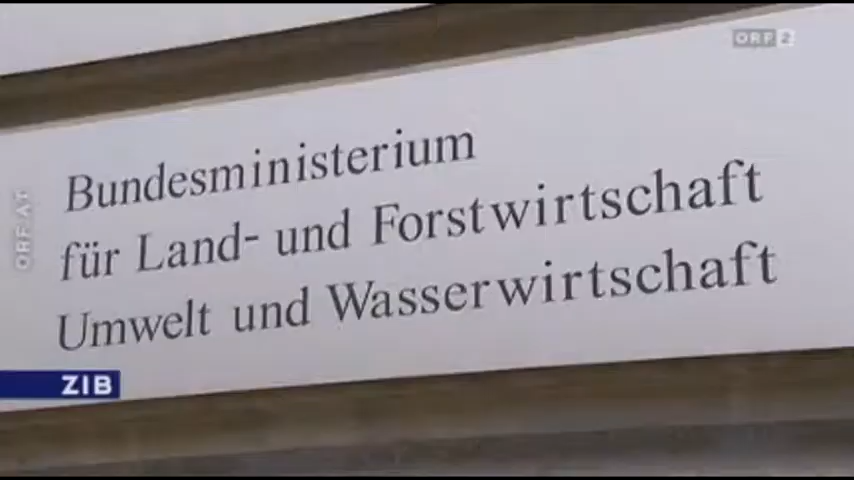 ORF 2
Bundesministerium
für Land- und Forstwirtschaft
Umwelt und Wasserwirtschaft
ORF.AT
ZIB